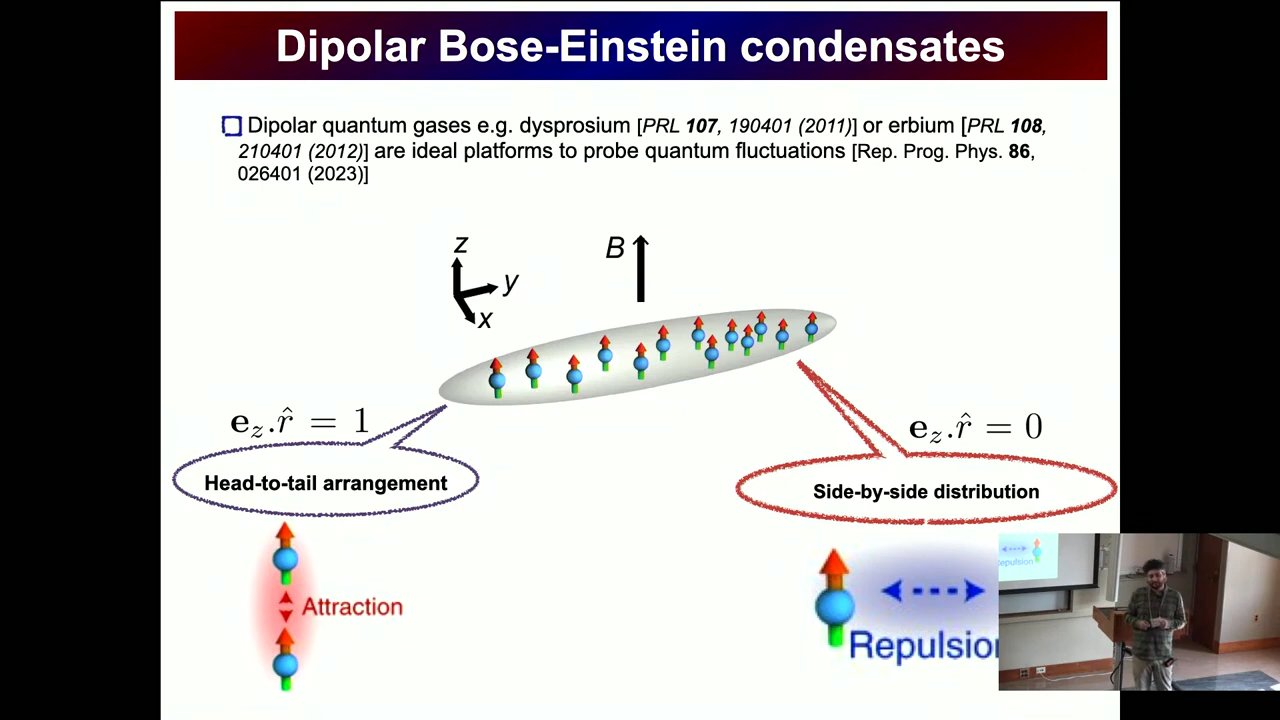 Dipolar Bose-Einstein condensates
Dipolar quantum gases e.g. dysprosium [PRL 107, 190401 (2011)] or erbium [PRL 108,
210401 (2012)] are ideal platforms to probe quantum fluctuations [Rep. Prog. Phys. 86,
026401 (2023)]
z
y
x
B
e_z.r̂ = 1
e_z.r̂ = 0
Head-to-tail arrangement
Side-by-side distribution
Attraction
Repulsion
epulsion